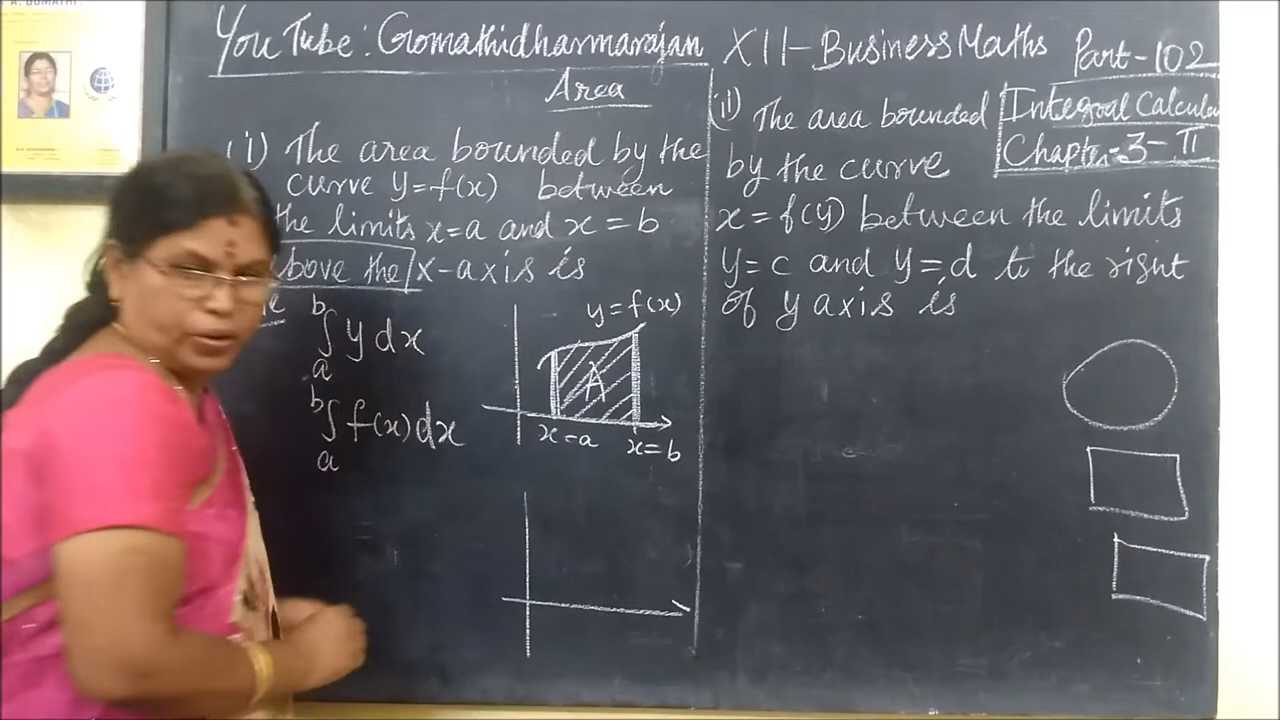 YouTube: Gomathidharmarajan XII-Business Maths Part-102
Area
(i) The area bounded by the
curve y=f(x) between
the limits x=a and x=b
above the x-axis is
b
∫ y dx
a
b
∫ f(x) dx
a
y=f(x)
A
x=a
x=b
(ii) The area bounded
by the curve
x=f(y) between the limits
y=c and y=d to the right
of y axis is
Integral Calculu
Chapter-3-II